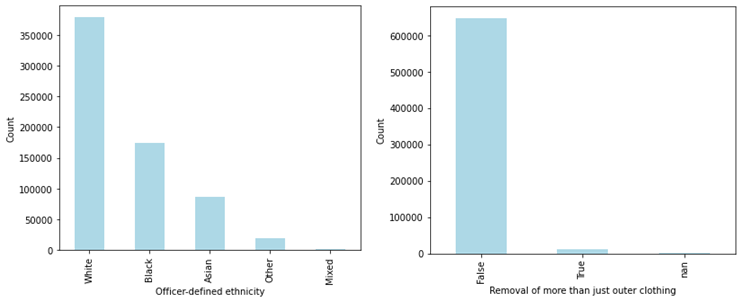 350000
300000
250000
200000
150000
100000
50000
0
Count
White
Black
Asian
Other
Mixed
Officer-defined ethnicity
600000
500000
400000
300000
200000
100000
0
Count
False
True
nan
Removal of more than just outer clothing